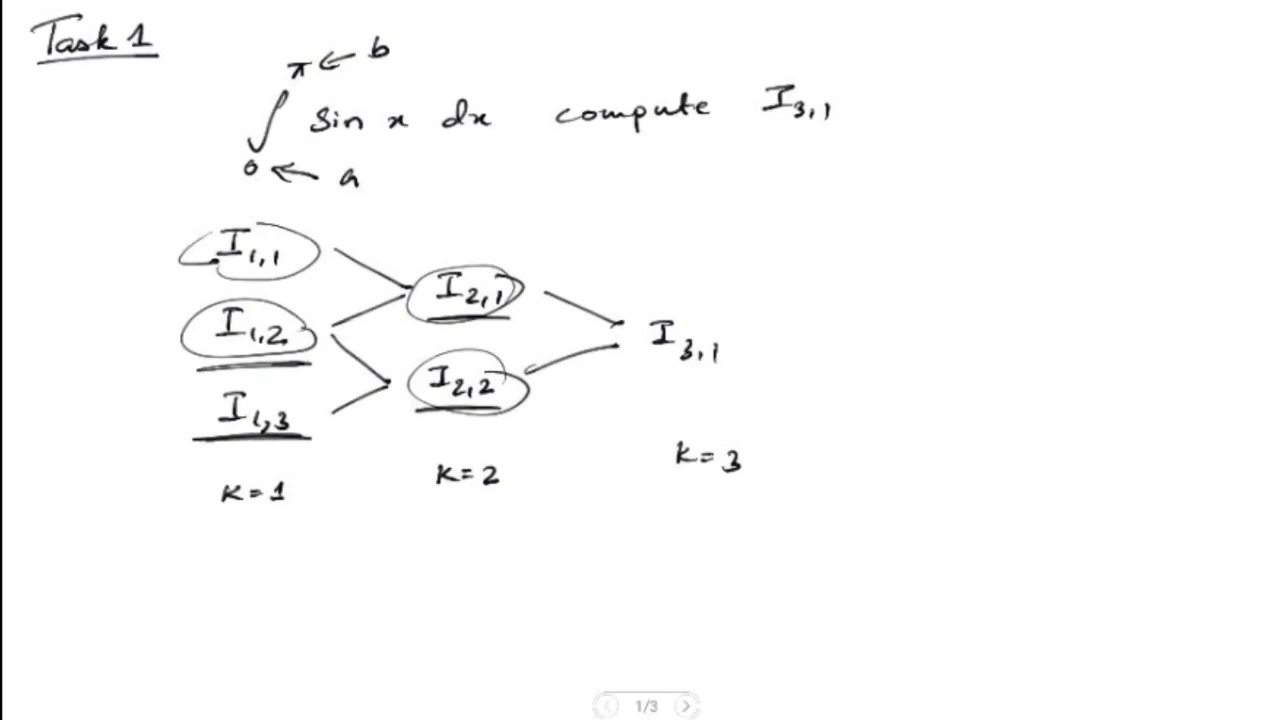 Task 1
π ← b
∫ sin x dx compute I3,1
0 ← a
I1,1
I2,1
I1,2
I3,1
I2,2
I1,3
K=3
K=2
K=1
1/3